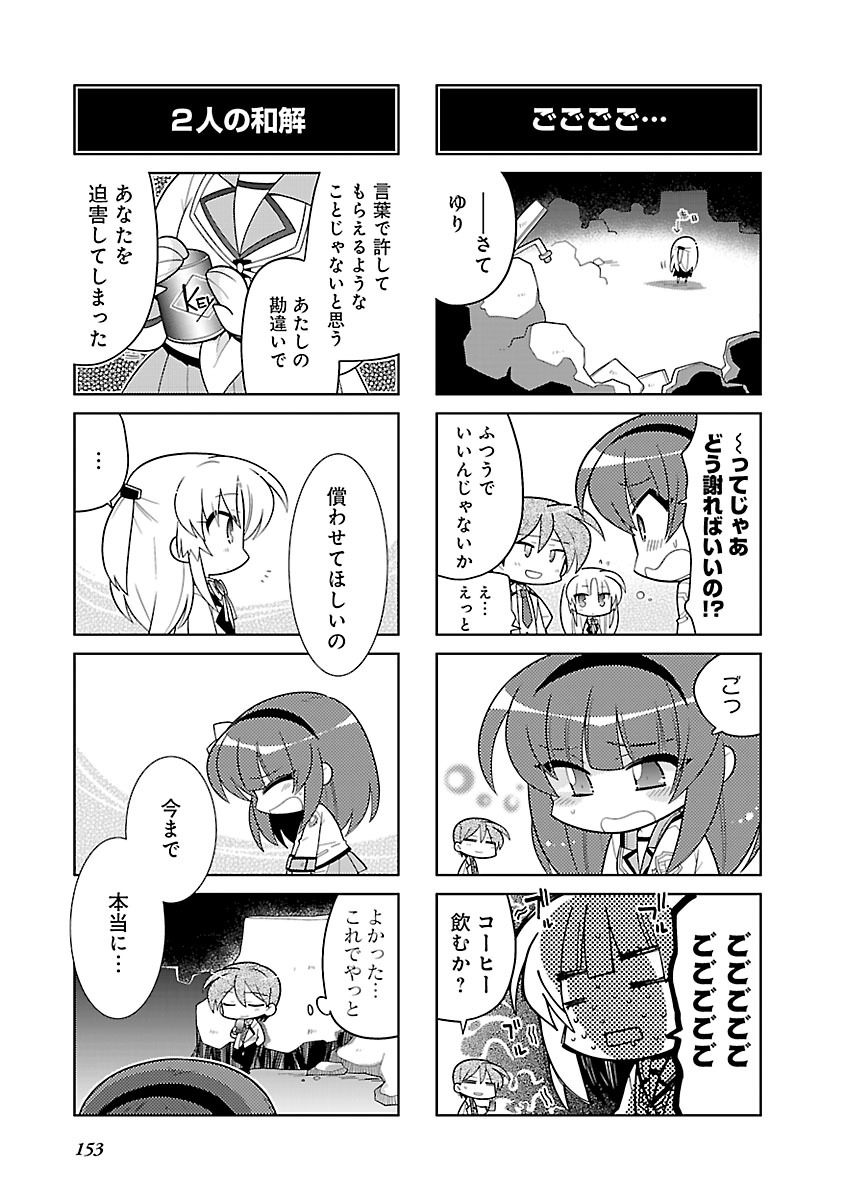 ごごごご…
――さて
ゆり
～ってじゃあ
どう謝ればいいの!?
ふつうで
いいんじゃないか
え…
えっと
ごっ
ごごごごご
ごごごごご
コーヒー
飲むか？
２人の和解
言葉で許して
もらえるような
ことじゃないと思う
あたしの
勘違いで
あなたを
迫害してしまった
KEY
償わせてほしいの
…
今まで
本当に…
よかった…
これでやっと
153